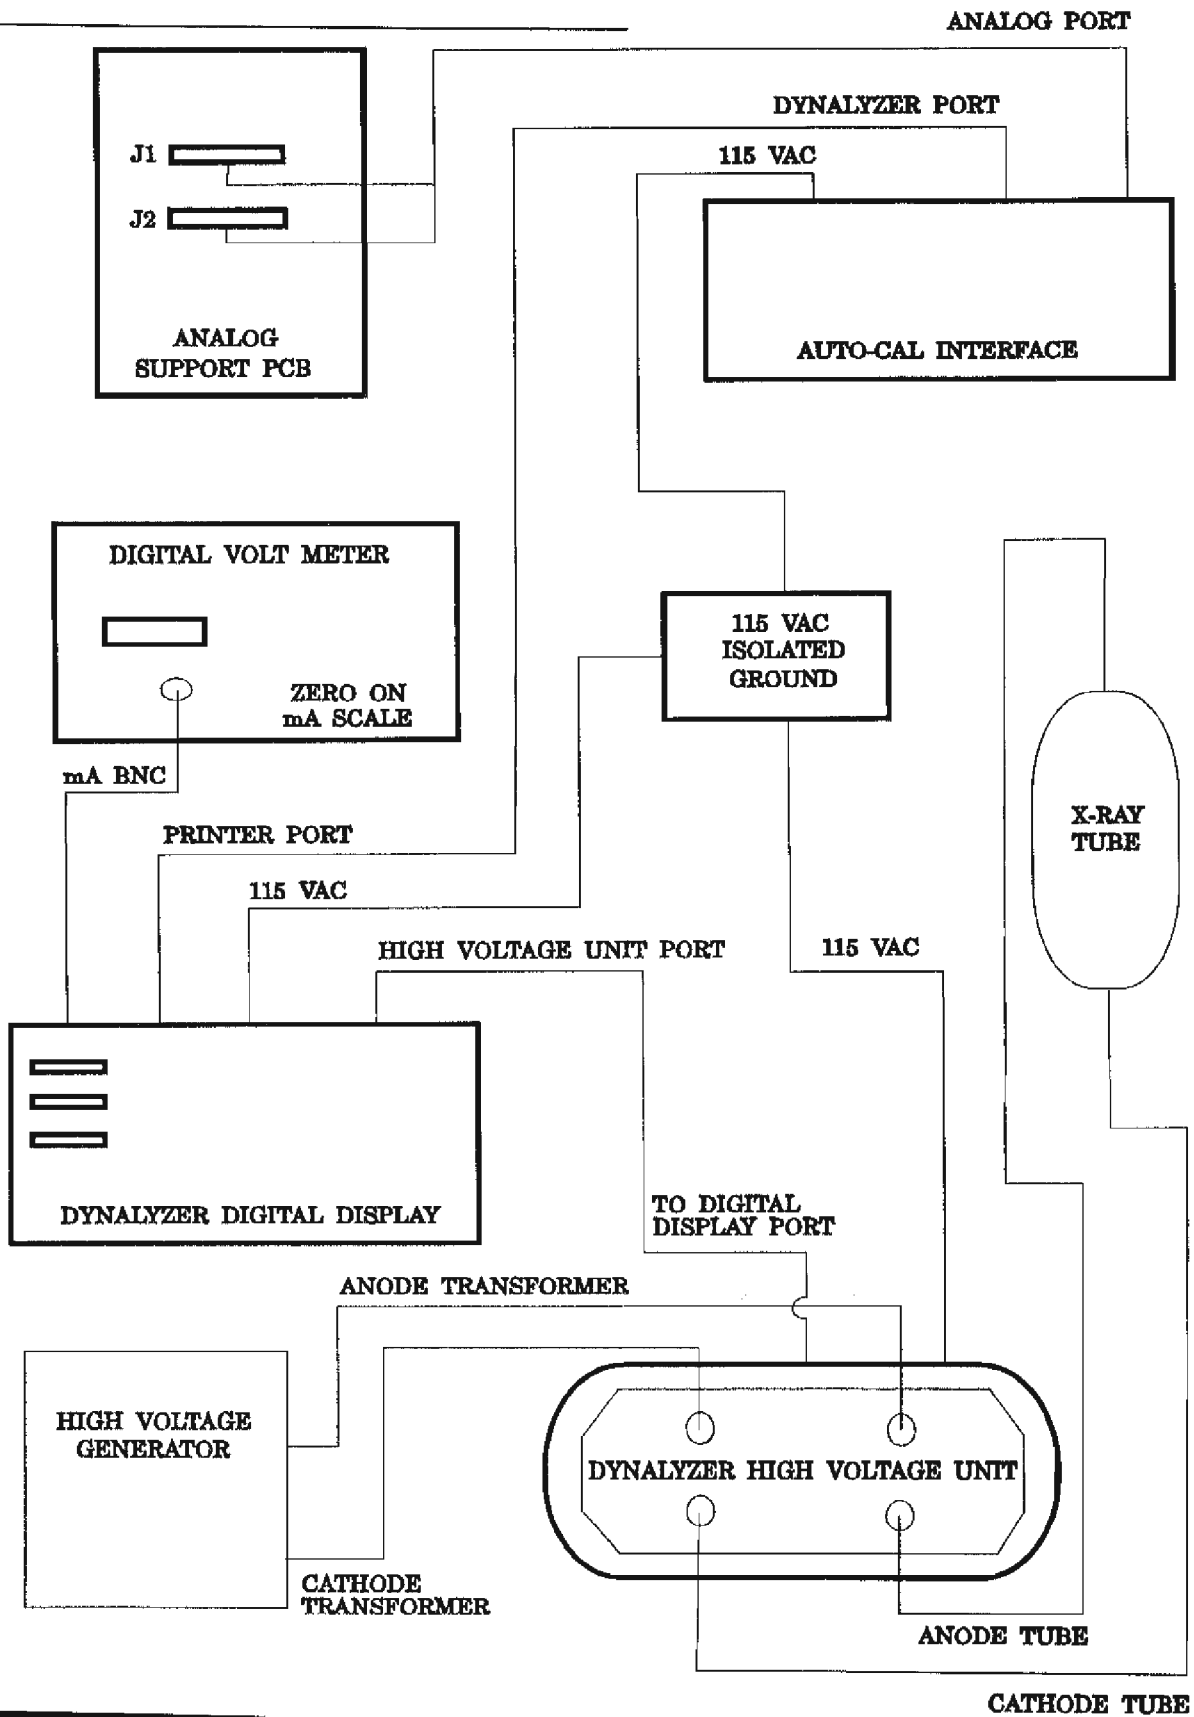 ANALOG PORT
DYNALYZER PORT
115 VAC
J1
J2
ANALOG
SUPPORT PCB
AUTO-CAL INTERFACE
DIGITAL VOLT METER
ZERO ON
mA SCALE
115 VAC
ISOLATED
GROUND
mA BNC
X-RAY
TUBE
PRINTER PORT
115 VAC
HIGH VOLTAGE UNIT PORT
115 VAC
TO DIGITAL
DISPLAY PORT
DYNALYZER DIGITAL DISPLAY
ANODE TRANSFORMER
HIGH VOLTAGE
GENERATOR
DYNALYZER HIGH VOLTAGE UNIT
CATHODE
TRANSFORMER
ANODE TUBE
CATHODE TUBE